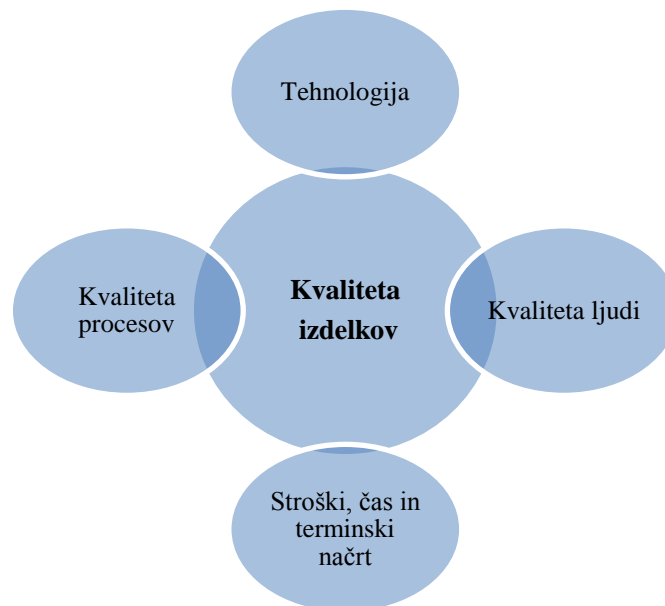 Tehnologija
Kvaliteta
procesov
Kvaliteta
izdelkov
Kvaliteta ljudi
Stroški, čas in
terminski
načrt